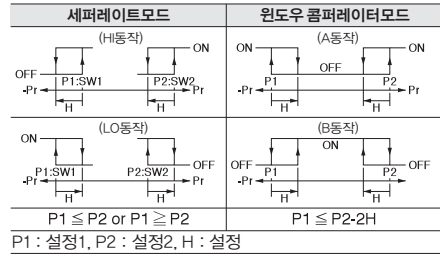 세퍼레이트모드 윈도우 콤퍼레이터모드
(HI동작) (A동작)
ON ON ON
OFF OFF
P1:SW1 P2:SW2 P1 P2
-Pr Pr -Pr Pr
H H H H
(LO동작) (B동작)
ON ON
P1:SW1 P2:SW2 OFF OFF P1 P2 OFF
-Pr Pr -Pr Pr
H H H H
P1 ≦ P2 or P1 ≧ P2 P1 ≦ P2-2H
P1 : 설정1, P2 : 설정2, H : 설정